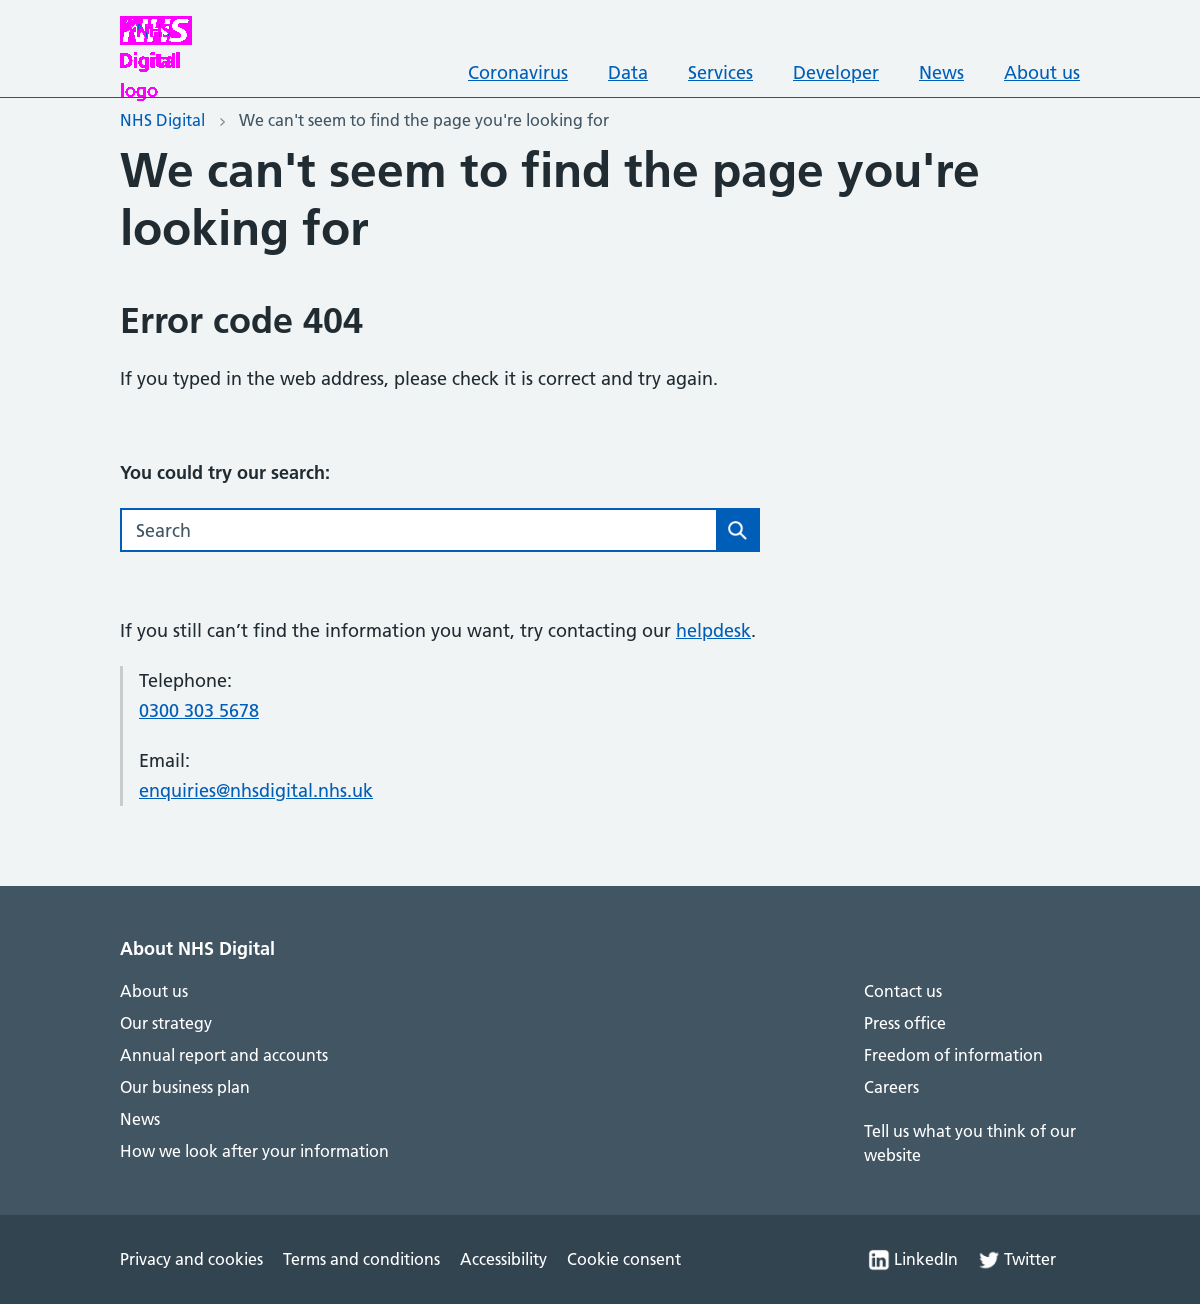 NHS
Digital
logo
Coronavirus Data Services Developer News About us
NHS Digital > We can't seem to find the page you're looking for
We can't seem to find the page you're
looking for
Error code 404
If you typed in the web address, please check it is correct and try again.
You could try our search:
Search
If you still can’t find the information you want, try contacting our helpdesk.
Telephone:
0300 303 5678
Email:
enquiries@nhsdigital.nhs.uk
About NHS Digital
About us
Our strategy
Annual report and accounts
Our business plan
News
How we look after your information
Contact us
Press office
Freedom of information
Careers
Tell us what you think of our
website
Privacy and cookies Terms and conditions Accessibility Cookie consent LinkedIn Twitter